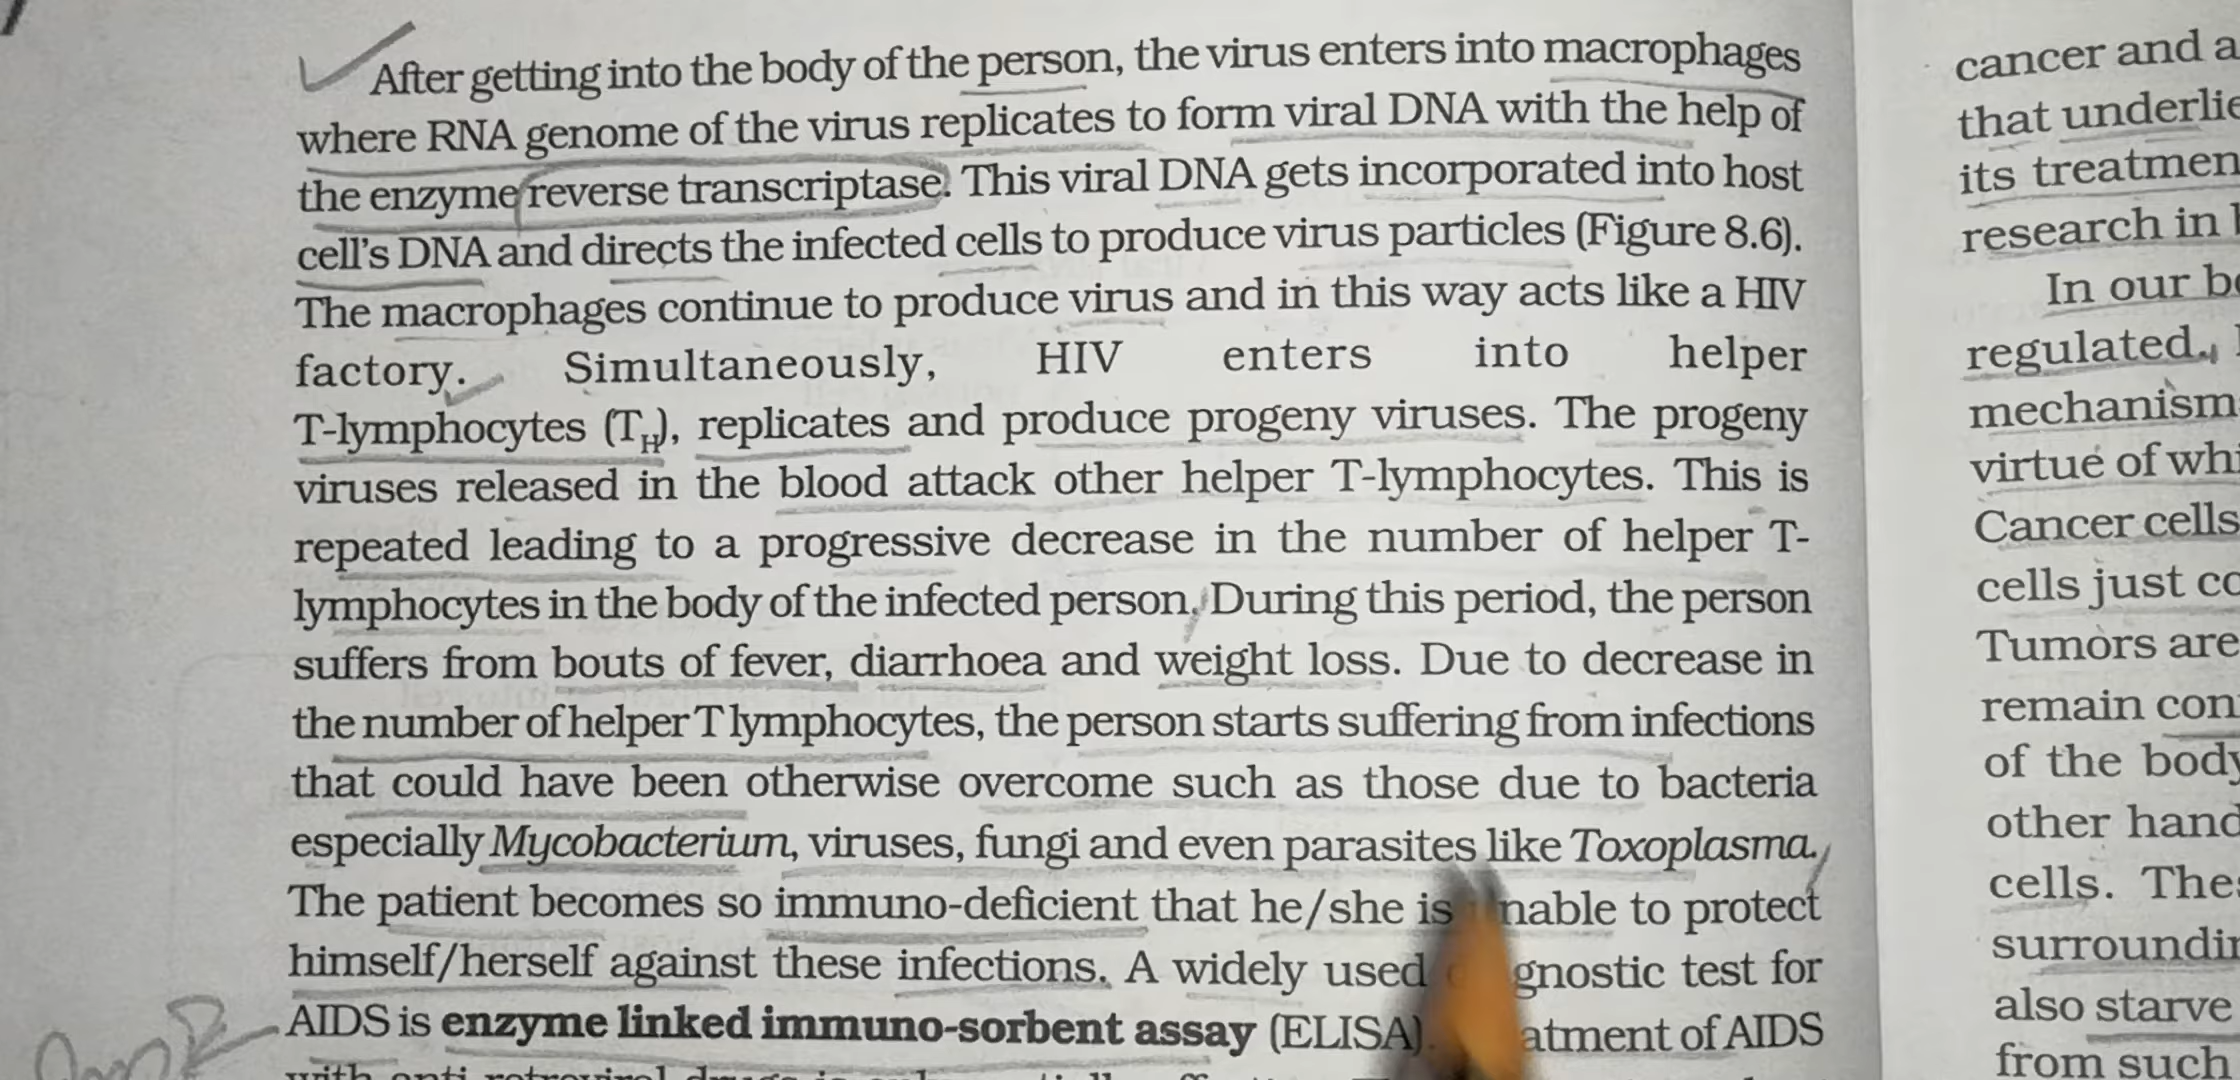 After getting into the body of the person, the virus enters into macrophages
where RNA genome of the virus replicates to form viral DNA with the help of
the enzyme reverse transcriptase. This viral DNA gets incorporated into host
cell's DNA and directs the infected cells to produce virus particles (Figure 8.6).
The macrophages continue to produce virus and in this way acts like a HIV
factory. Simultaneously, HIV enters into helper
T-lymphocytes (TH), replicates and produce progeny viruses. The progeny
viruses released in the blood attack other helper T-lymphocytes. This is
repeated leading to a progressive decrease in the number of helper T-
lymphocytes in the body of the infected person. During this period, the person
suffers from bouts of fever, diarrhoea and weight loss. Due to decrease in
the number of helper T lymphocytes, the person starts suffering from infections
that could have been otherwise overcome such as those due to bacteria
especially Mycobacterium, viruses, fungi and even parasites like Toxoplasma.
The patient becomes so immuno-deficient that he/she is nable to protect
himself/herself against these infections. A widely used gnostic test for
AIDS is enzyme linked immuno-sorbent assay (ELISA). atment of AIDS
cancer and a
that underlie
its treatmen
research in
In our b
regulated.
mechanism
virtue of whi
Cancer cells
cells just co
Tumors are
remain con
of the body
other hand
cells. Thes
surroundin
also starve
from such